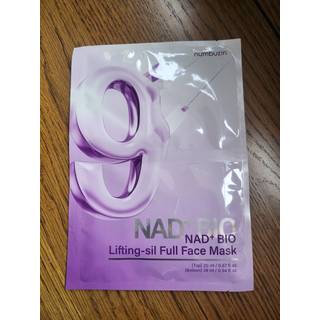 numbuzin
9
NAD+ BIO
NAD+ BIO
Lifting-sil Full Face Mask